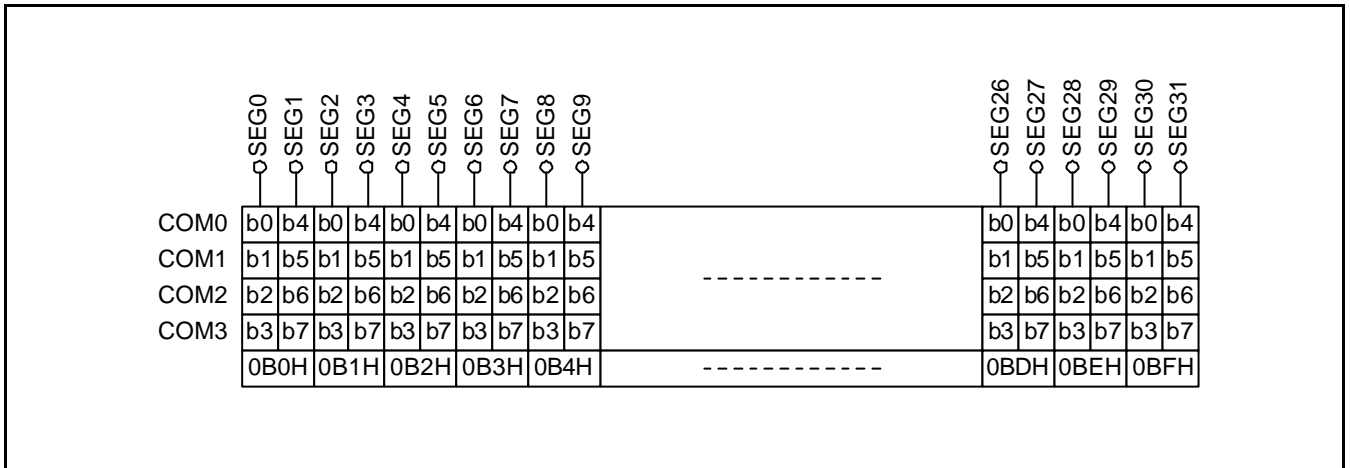 SEG0 SEG1 SEG2 SEG3 SEG4 SEG5 SEG6 SEG7 SEG8 SEG9 SEG26 SEG27 SEG28 SEG29 SEG30 SEG31
COM0 b0 b4 b0 b4 b0 b4 b0 b4 b0 b4 b0 b4 b0 b4 b0 b4
COM1 b1 b5 b1 b5 b1 b5 b1 b5 b1 b5 b1 b5 b1 b5 b1 b5
COM2 b2 b6 b2 b6 b2 b6 b2 b6 b2 b6 b2 b6 b2 b6 b2 b6
COM3 b3 b7 b3 b7 b3 b7 b3 b7 b3 b7 b3 b7 b3 b7 b3 b7
0B0H 0B1H 0B2H 0B3H 0B4H 0BDH 0BEH 0BFH